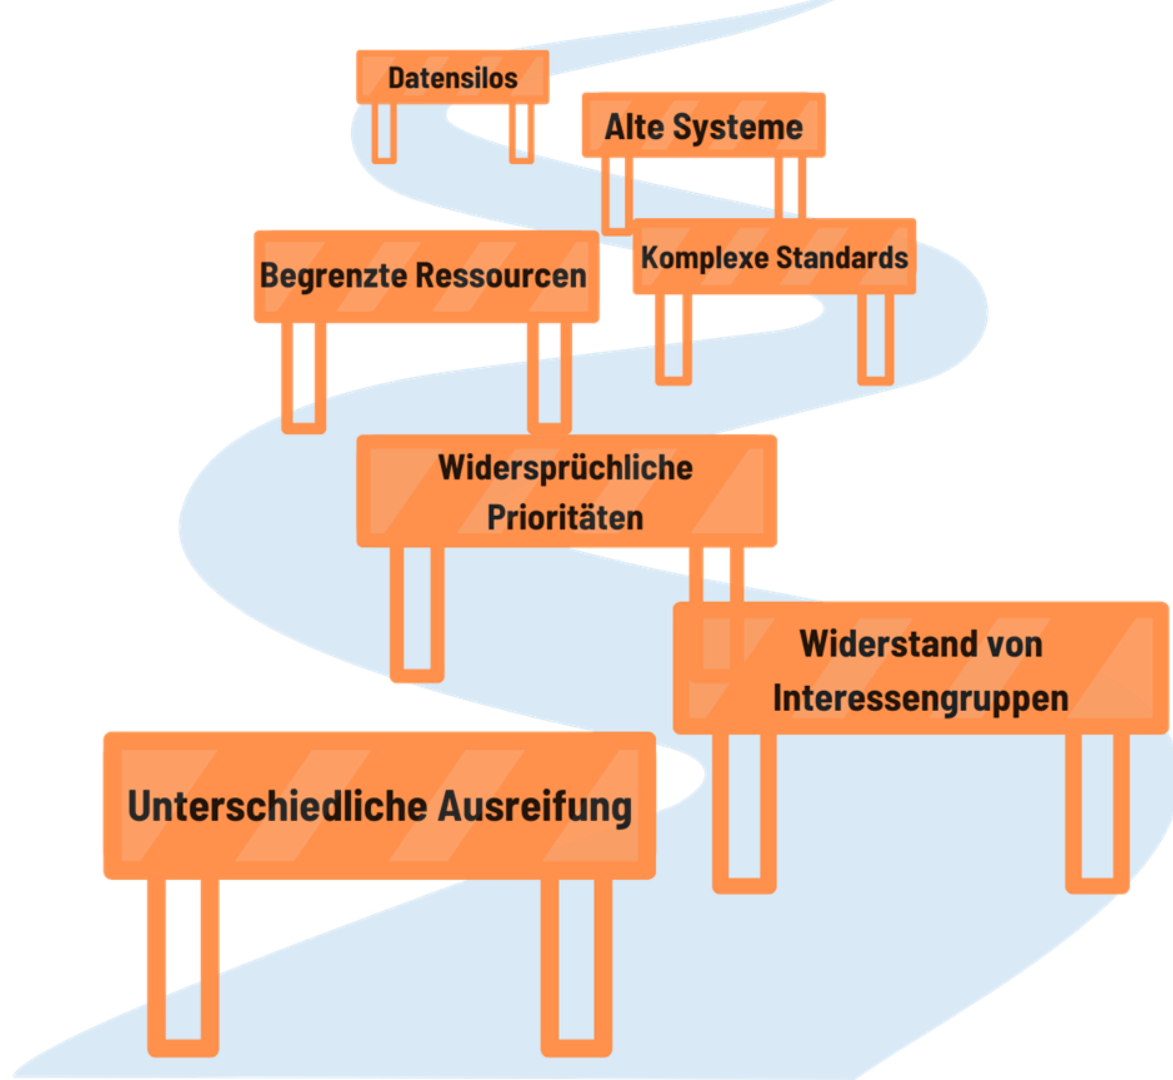 Datensilos
Alte Systeme
Komplexe Standards
Begrenzte Ressourcen
Widersprüchliche
Prioritäten
Widerstand von
Interessengruppen
Unterschiedliche Ausreifung